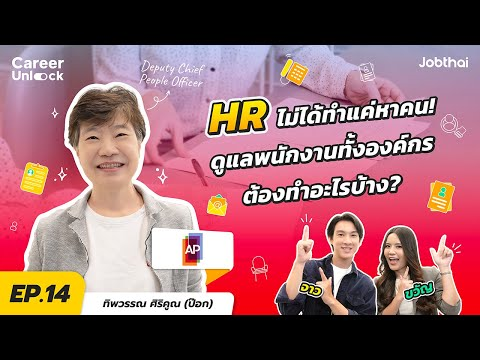 Career
Unlock
Deputy Chief
People Officer
Jobthai
HR ไม่ได้ทำแค่หาคน!
ดูแลพนักงานทั้งองค์กร
ต้องทำอะไรบ้าง?
AP
EP.14
ทิพวรรณ ศิริคูณ (ป๊อก)
จาว
ขวัญ